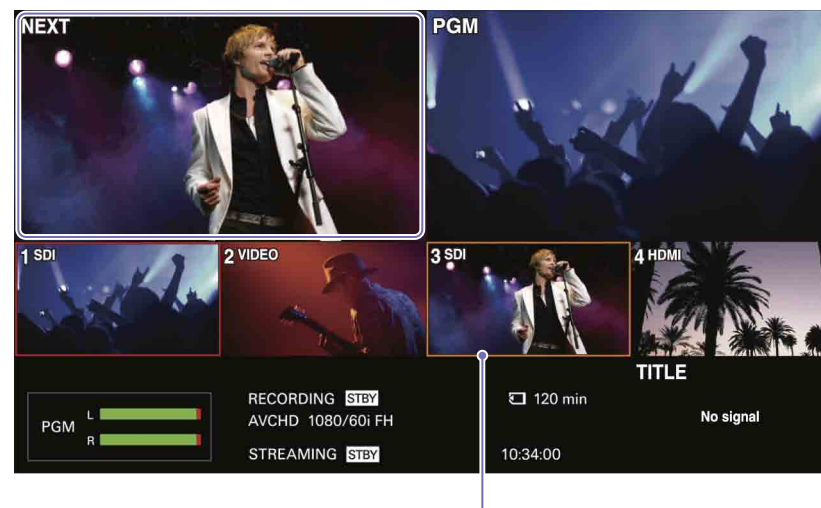 NEXT
PGM
1 SDI
2 VIDEO
3 SDI
4 HDMI
TITLE
No signal
PGM
L
R
RECORDING STBY
AVCHD 1080/60i FH
STREAMING STBY
120 min
10:34:00